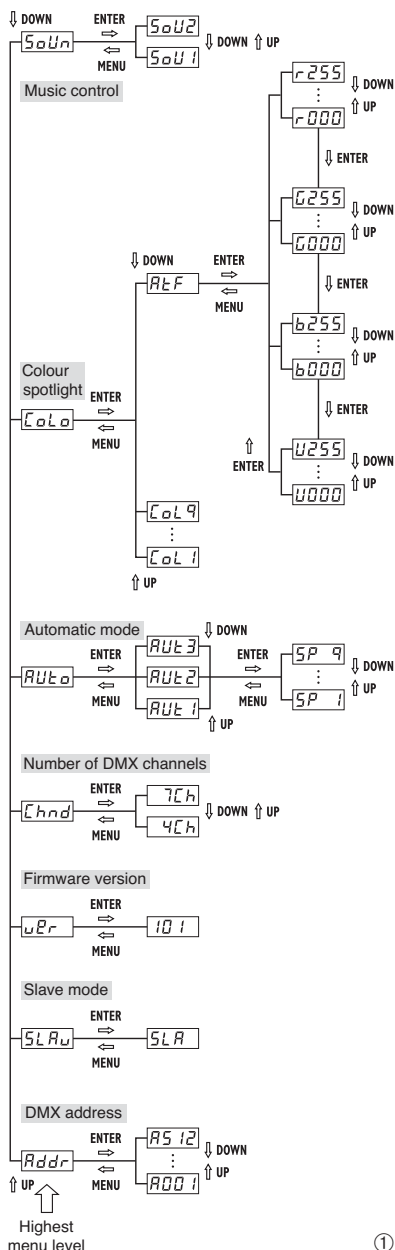 DOWN ENTER
SoUn SoU2
DOWN UP
MENU SoU1
Music control
r255
DOWN
⋮
UP
r000
ENTER
G255
DOWN
⋮
UP
G000
DOWN ENTER
ENTER
AtF
MENU
b255
DOWN
⋮
UP
b000
Colour
spotlight
ENTER
ENTER
CoLo
MENU
U255
DOWN
⋮
UP
ENTER
U000
CoL9
⋮
CoL1
UP
Automatic mode
DOWN
ENTER AUt3 ENTER SP 9
DOWN
AUto AUt2 ⋮
UP
MENU AUt1 MENU SP 1
UP
Number of DMX channels
ENTER 7Ch
Chnd DOWN UP
MENU 4Ch
Firmware version
ENTER
vEr 101
MENU
Slave mode
ENTER
SLAv SLA
MENU
DMX address
ENTER A512
DOWN
Addr ⋮
UP
UP MENU A001
Highest
menu level
①